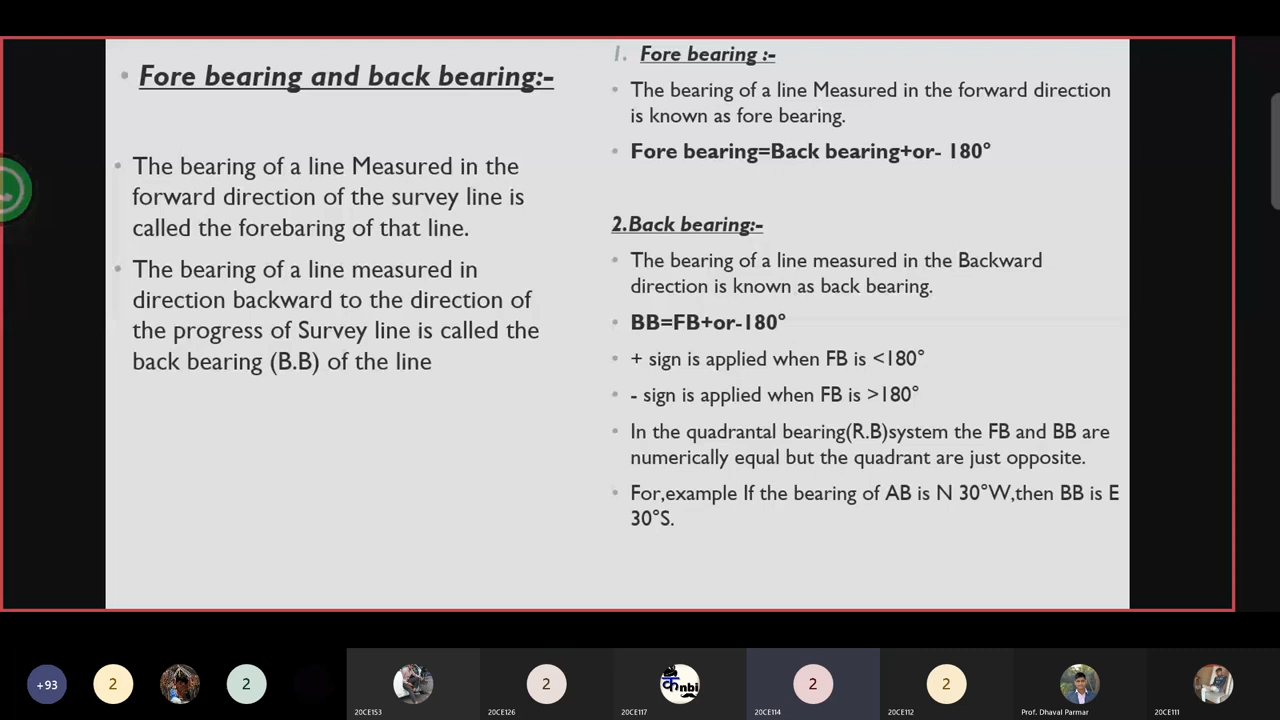 Fore bearing and back bearing:-
The bearing of a line Measured in the
forward direction of the survey line is
called the forebaring of that line.
The bearing of a line measured in
direction backward to the direction of
the progress of Survey line is called the
back bearing (B.B) of the line
1. Fore bearing :-
The bearing of a line Measured in the forward direction
is known as fore bearing.
Fore bearing=Back bearing+or- 180°
2.Back bearing:-
The bearing of a line measured in the Backward
direction is known as back bearing.
BB=FB+or-180°
+ sign is applied when FB is <180°
- sign is applied when FB is >180°
In the quadrantal bearing(R.B)system the FB and BB are
numerically equal but the quadrant are just opposite.
For,example If the bearing of AB is N 30°W,then BB is E
30°S.
+93
2
2
2
कnbi
2
2
20CE153
20CE126
20CE117
20CE114
20CE112
Prof. Dhaval Parmar
20CE111